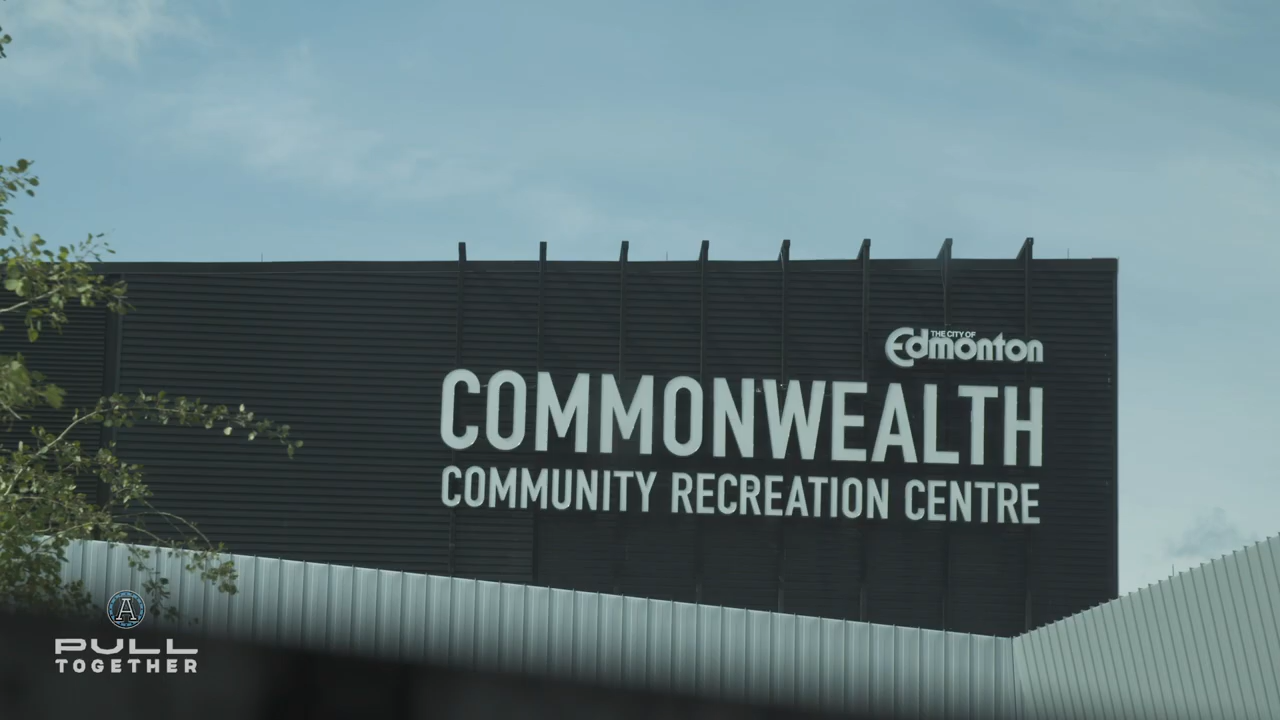 THE CITY OF
Edmonton
COMMONWEALTH
COMMUNITY RECREATION CENTRE
A
PULL
TOGETHER